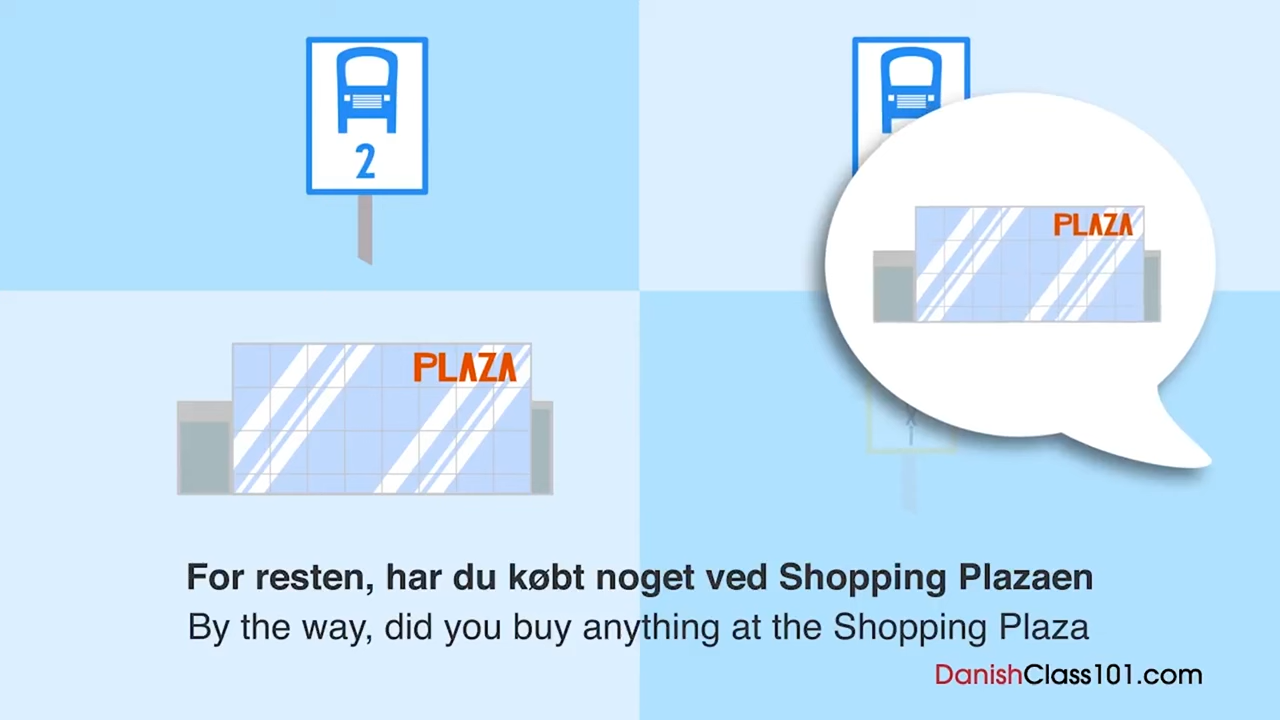 2
PLAZA
PLAZA
For resten, har du købt noget ved Shopping Plazaen
By the way, did you buy anything at the Shopping Plaza
DanishClass101.com